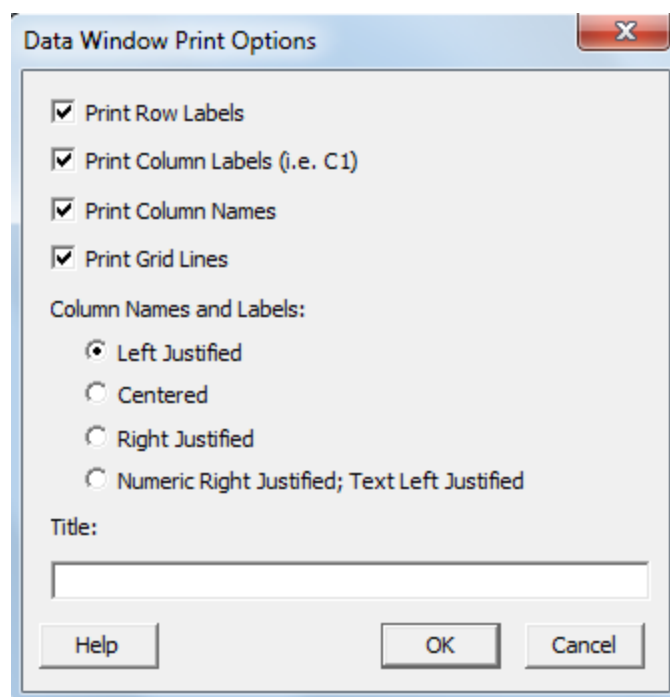 Data Window Print Options
Print Row Labels
Print Column Labels (i.e. C1)
Print Column Names
Print Grid Lines
Column Names and Labels:
Left Justified
Centered
Right Justified
Numeric Right Justified; Text Left Justified
Title:
Help OK Cancel